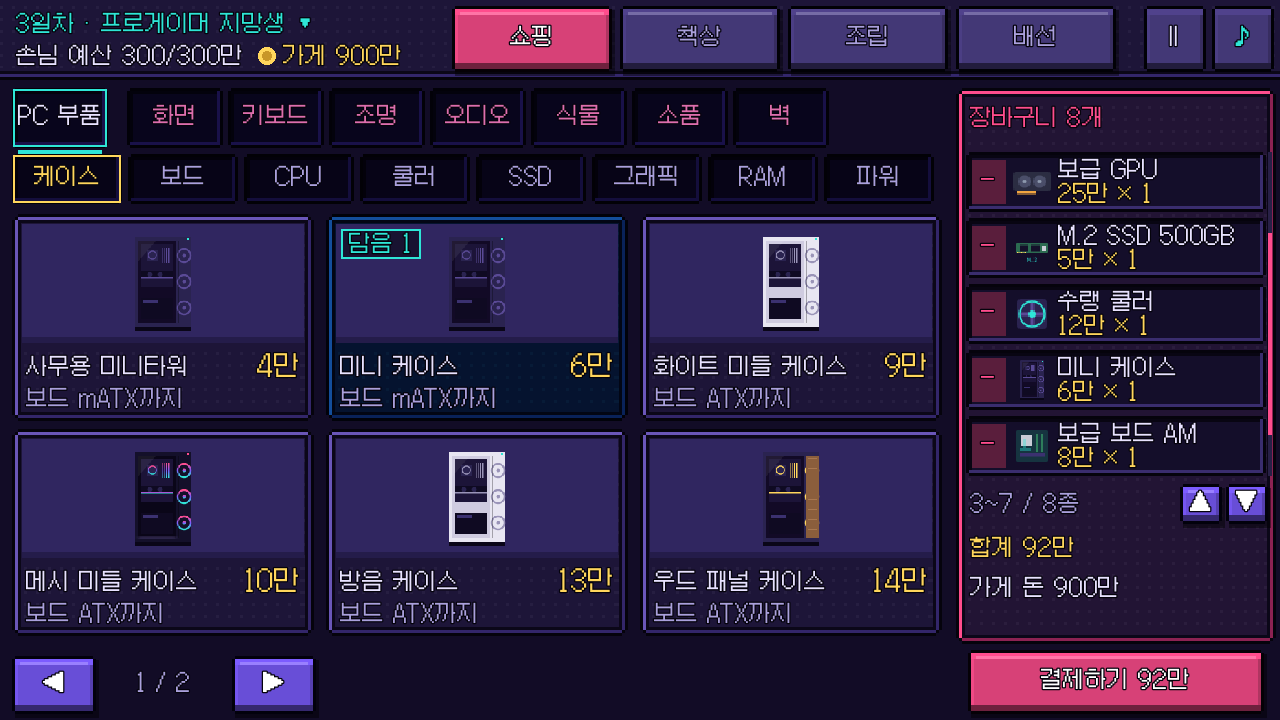 3일차 · 프로게이머 지망생 ▼
손님 예산 300/300만 가게 900만
쇼핑
책상
조립
배선
PC 부품
화면
키보드
조명
오디오
식물
소품
벽
케이스
보드
CPU
쿨러
SSD
그래픽
RAM
파워
사무용 미니타워 4만
보드 mATX까지
담음 1
미니 케이스 6만
보드 mATX까지
화이트 미들 케이스 9만
보드 ATX까지
메시 미들 케이스 10만
보드 ATX까지
방음 케이스 13만
보드 ATX까지
우드 패널 케이스 14만
보드 ATX까지
1 / 2
장바구니 8개
보급 GPU
25만 × 1
M.2 SSD 500GB
5만 × 1
수랭 쿨러
12만 × 1
미니 케이스
6만 × 1
보급 보드 AM
8만 × 1
3~7 / 8종
합계 92만
가게 돈 900만
결제하기 92만